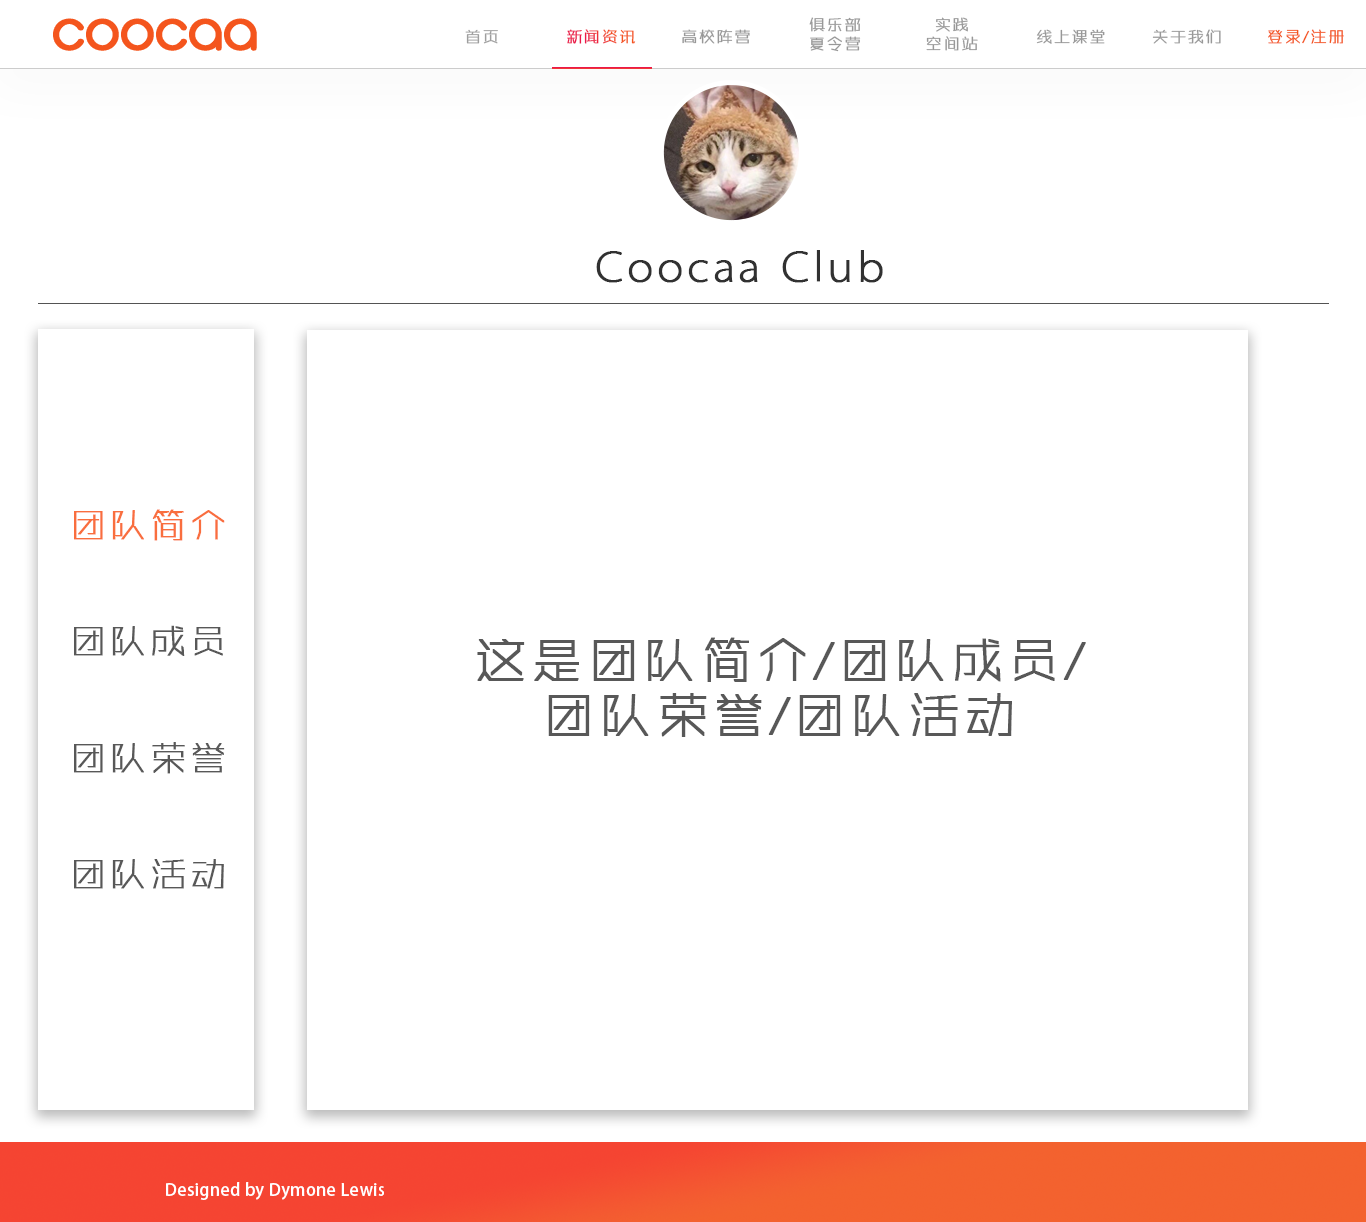 coocaa
首页
新闻资讯
高校阵营
俱乐部
夏令营
实践
空间站
线上课堂
关于我们
登录/注册
Coocaa Club
团队简介
团队成员
团队荣誉
团队活动
这是团队简介/团队成员/
团队荣誉/团队活动
Designed by Dymone Lewis